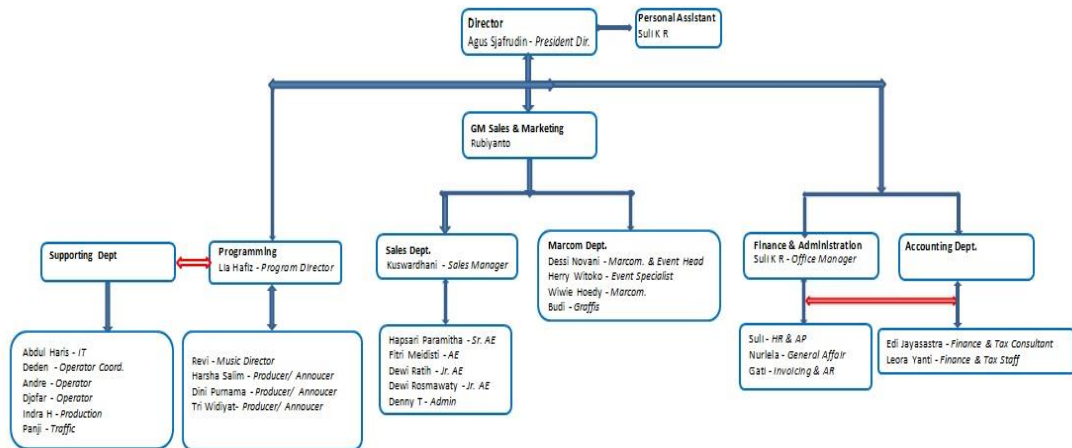 Director
Agus Sjafrudin - President Dir.
Personal Assistant
Suli K R
GM Sales & Marketing
Rubiyanto
Supporting Dept
Programming
Lia Hafiz - Program Director
Sales Dept.
Kuswardhani - Sales Manager
Marcom Dept.
Dessi Novani - Marcom. & Event Head
Herry Witoko - Event Specialist
Wiwie Hoedy - Marcom.
Budi - Graffis
Finance & Administration
Suli K R - Office Manager
Accounting Dept.
Abdul Haris - IT
Deden - Operator Coord.
Andre - Operator
Djofar - Operator
Indra H - Production
Panji - Traffic
Revi - Music Director
Harsha Salim - Producer/ Annoucer
Dini Purnama - Producer/ Annoucer
Tri Widiyat- Producer/ Annoucer
Hapsari Paramitha - Sr. AE
Fitri Meidisti - AE
Dewi Ratih - Jr. AE
Dewi Rosmawaty - Jr. AE
Denny T - Admin
Suli - HR & AP
Nurlela - General Affair
Gati - Invoicing & AR
Edi Jayasastra - Finance & Tax Consultant
Leora Yanti - Finance & Tax Staff